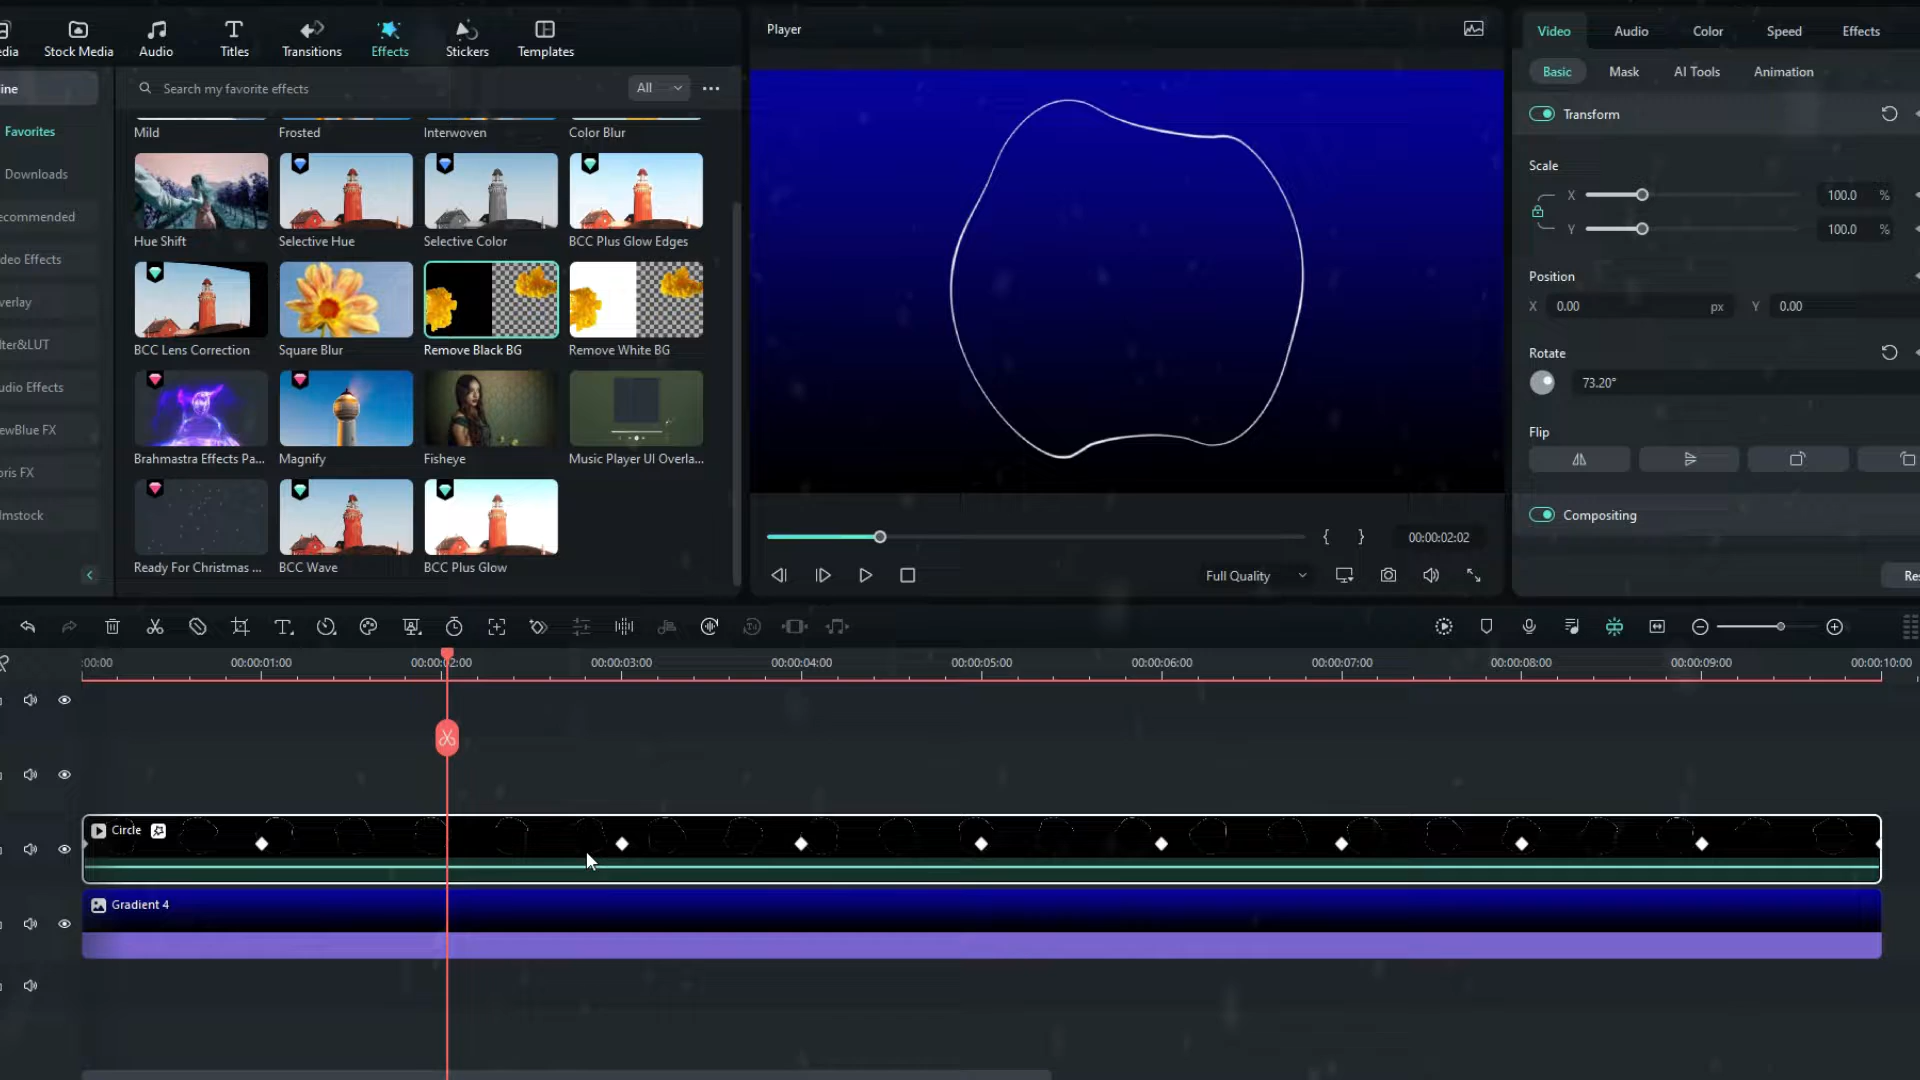 edia
Stock Media
Audio
Titles
Transitions
Effects
Stickers
Templates
Player
Video
Audio
Color
Speed
Effects
ine
Search my favorite effects
All
Basic
Mask
AI Tools
Animation
Favorites
Downloads
ecommended
deo Effects
verlay
lter&LUT
udio Effects
ewBlue FX
oris FX
lmstock
Mild
Frosted
Interwoven
Color Blur
Hue Shift
Selective Hue
Selective Color
BCC Plus Glow Edges
BCC Lens Correction
Square Blur
Remove Black BG
Remove White BG
Brahmastra Effects Pa...
Magnify
Fisheye
Music Player UI Overla...
Ready For Christmas ...
BCC Wave
BCC Plus Glow
Transform
Scale
X 100.0 %
Y 100.0 %
Position
X 0.00 px Y 0.00
Rotate
73.20°
Flip
Compositing
Res
{ } 00:00:02:02
Full Quality
:00:00 00:00:01:00 00:00:02:00 00:00:03:00 00:00:04:00 00:00:05:00 00:00:06:00 00:00:07:00 00:00:08:00 00:00:09:00 00:00:10:00
Circle
Gradient 4